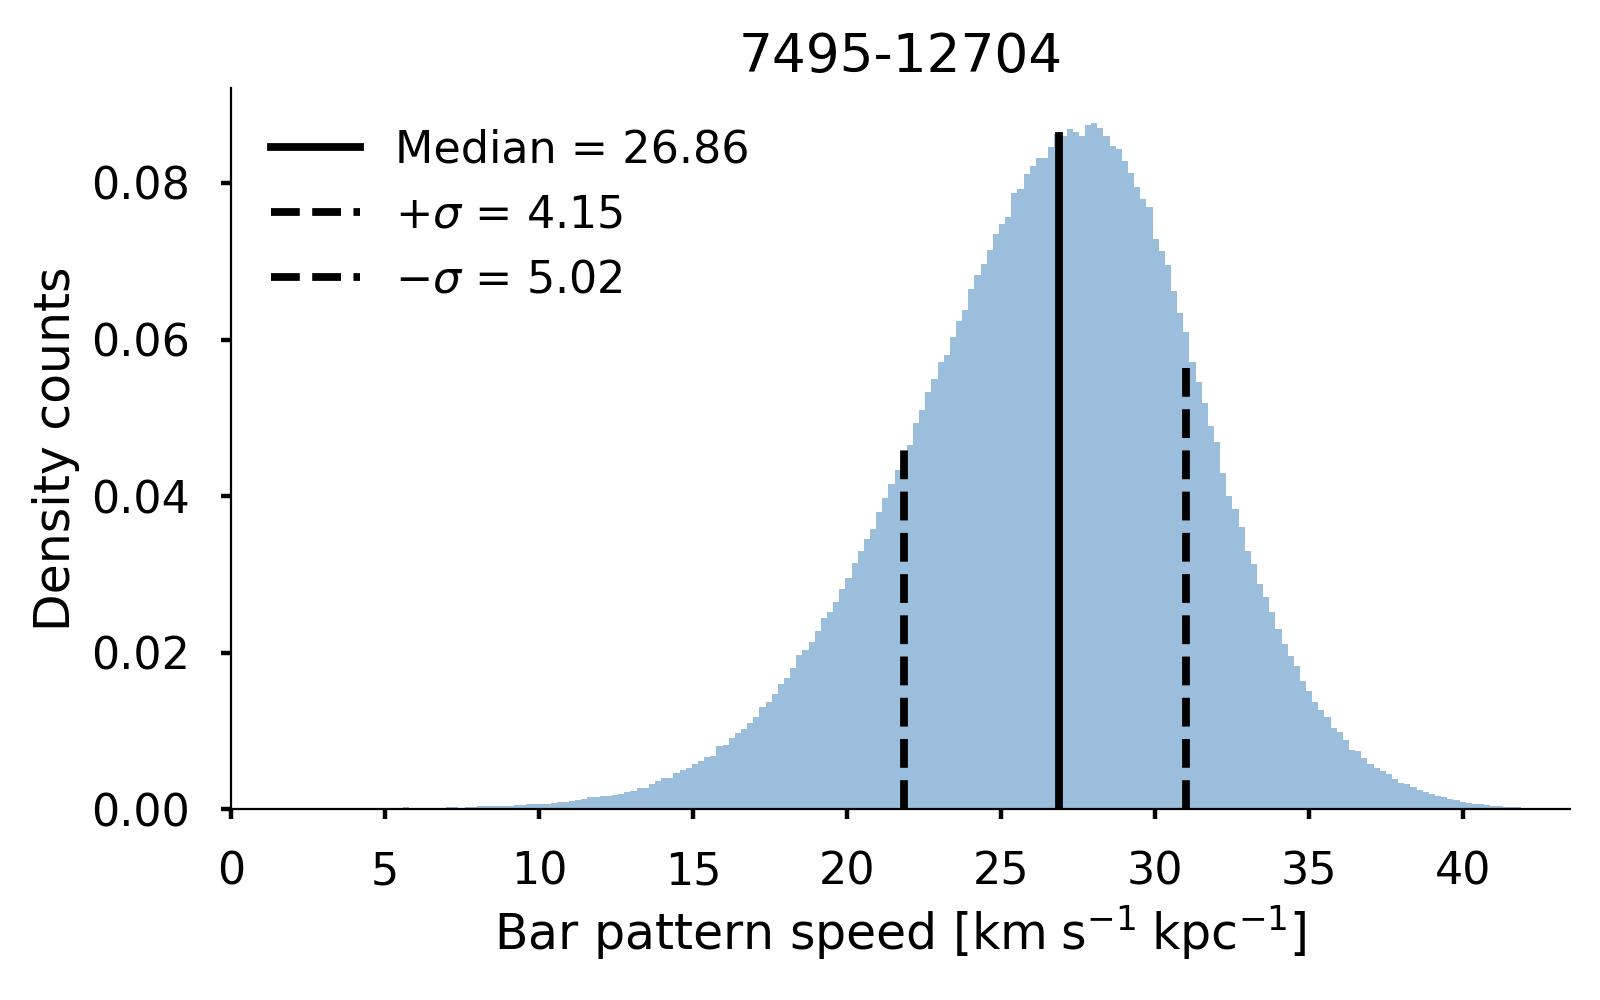 7495-12704
Median = 26.86
+σ = 4.15
−σ = 5.02
Density counts
0.08
0.06
0.04
0.02
0.00
0 5 10 15 20 25 30 35 40
Bar pattern speed [km s⁻¹ kpc⁻¹]